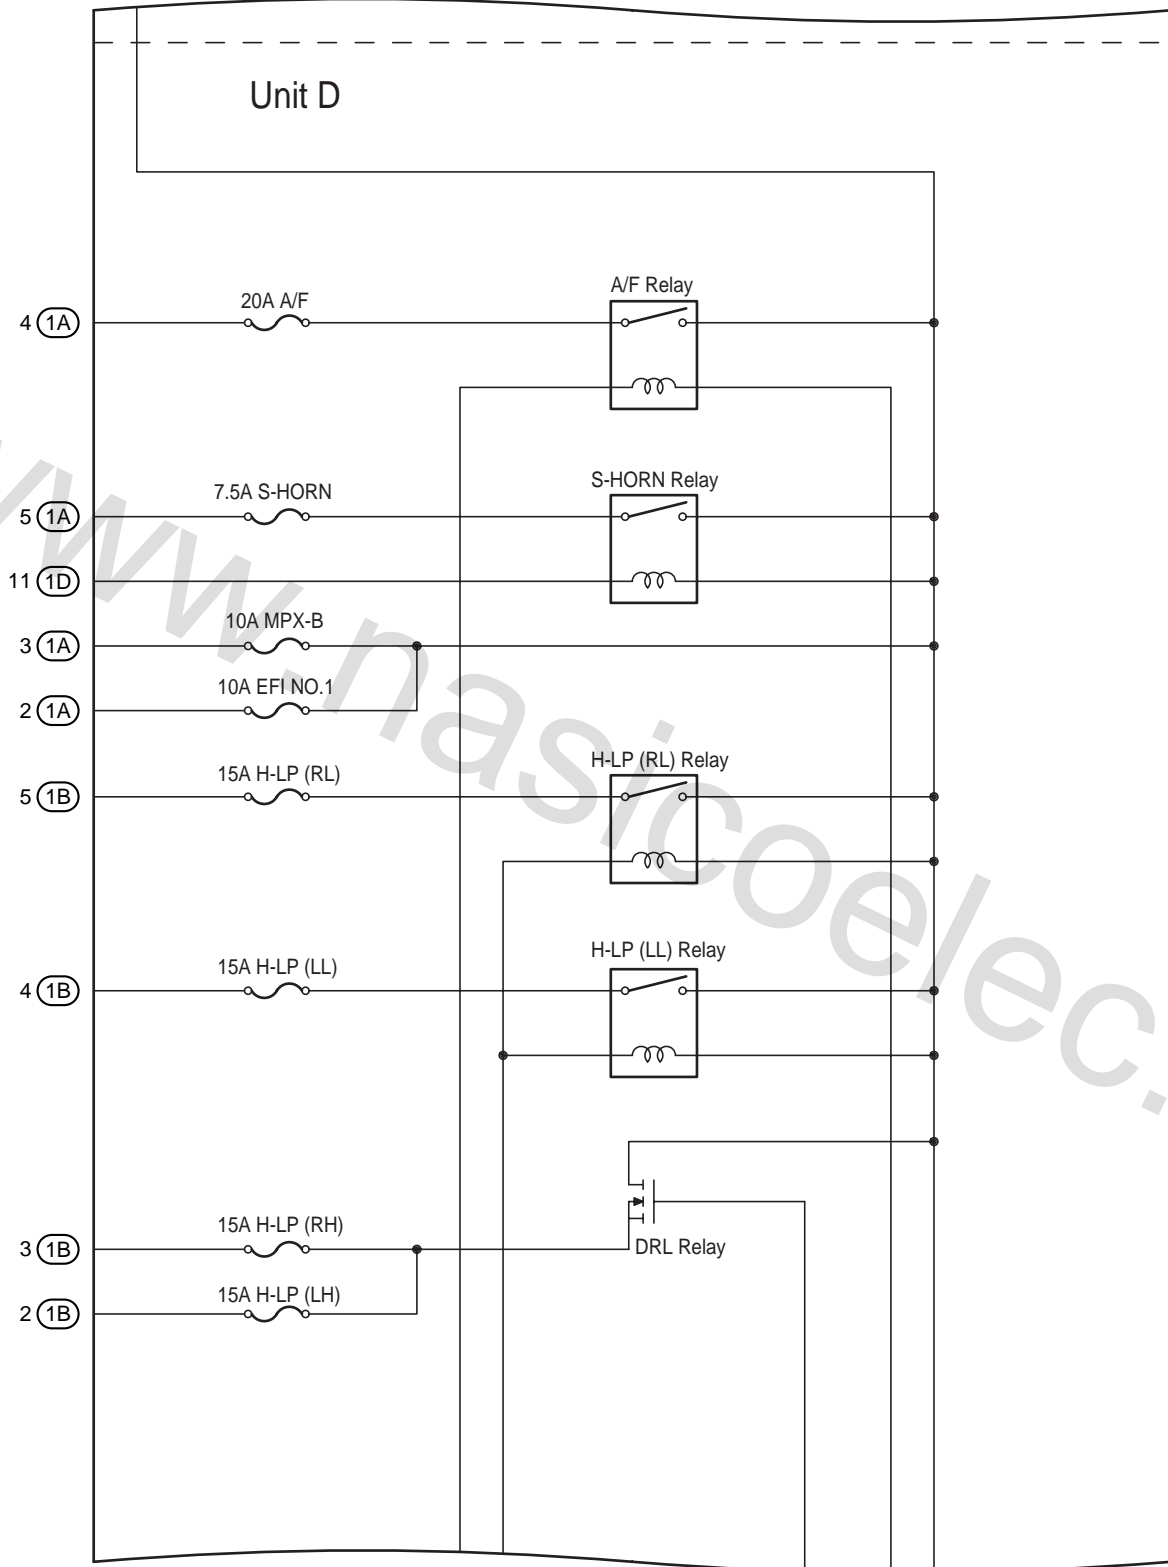 Unit D
A/F Relay
20A A/F
4 1A
S-HORN Relay
7.5A S-HORN
5 1A
11 1D
10A MPX-B
3 1A
10A EFI NO.1
2 1A
H-LP (RL) Relay
15A H-LP (RL)
5 1B
H-LP (LL) Relay
15A H-LP (LL)
4 1B
15A H-LP (RH)
3 1B
DRL Relay
15A H-LP (LH)
2 1B
www.nasicoelec.